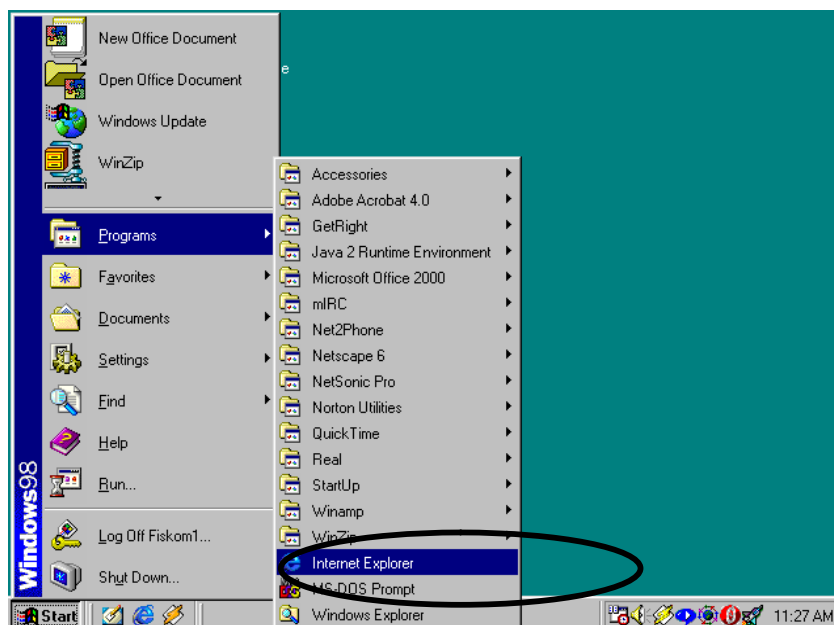 New Office Document
Open Office Document
Windows Update
WinZip
Programs
Favorites
Documents
Settings
Find
Help
Run...
Log Off Fiskom1...
Shut Down...
Windows98
e
Accessories
Adobe Acrobat 4.0
GetRight
Java 2 Runtime Environment
Microsoft Office 2000
mIRC
Net2Phone
Netscape 6
NetSonic Pro
Norton Utilities
QuickTime
Real
StartUp
Winamp
WinZip
Internet Explorer
MS-DOS Prompt
Windows Explorer
Start
11:27 AM